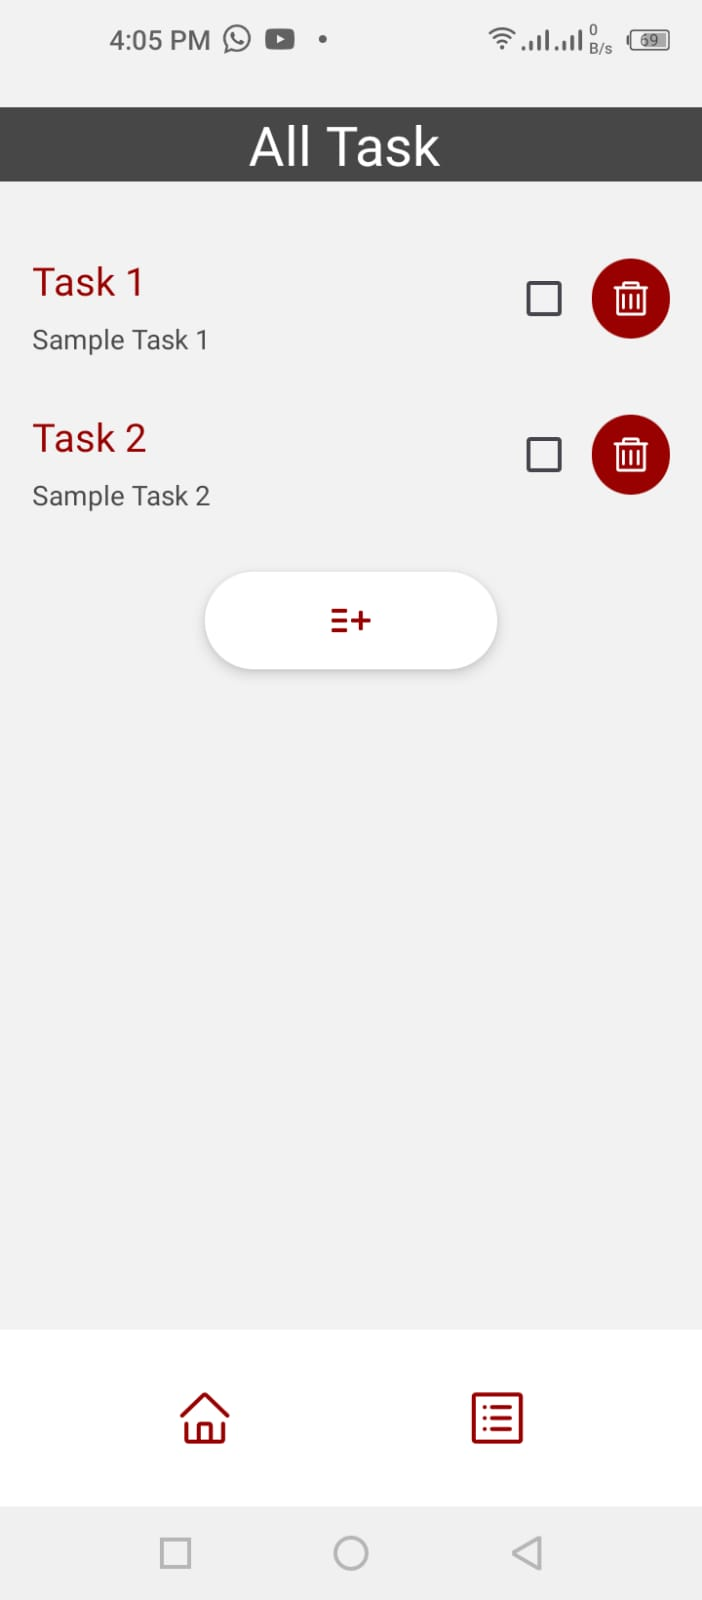 4:05 PM
0
B/s
69
All Task
Task 1
Sample Task 1
Task 2
Sample Task 2